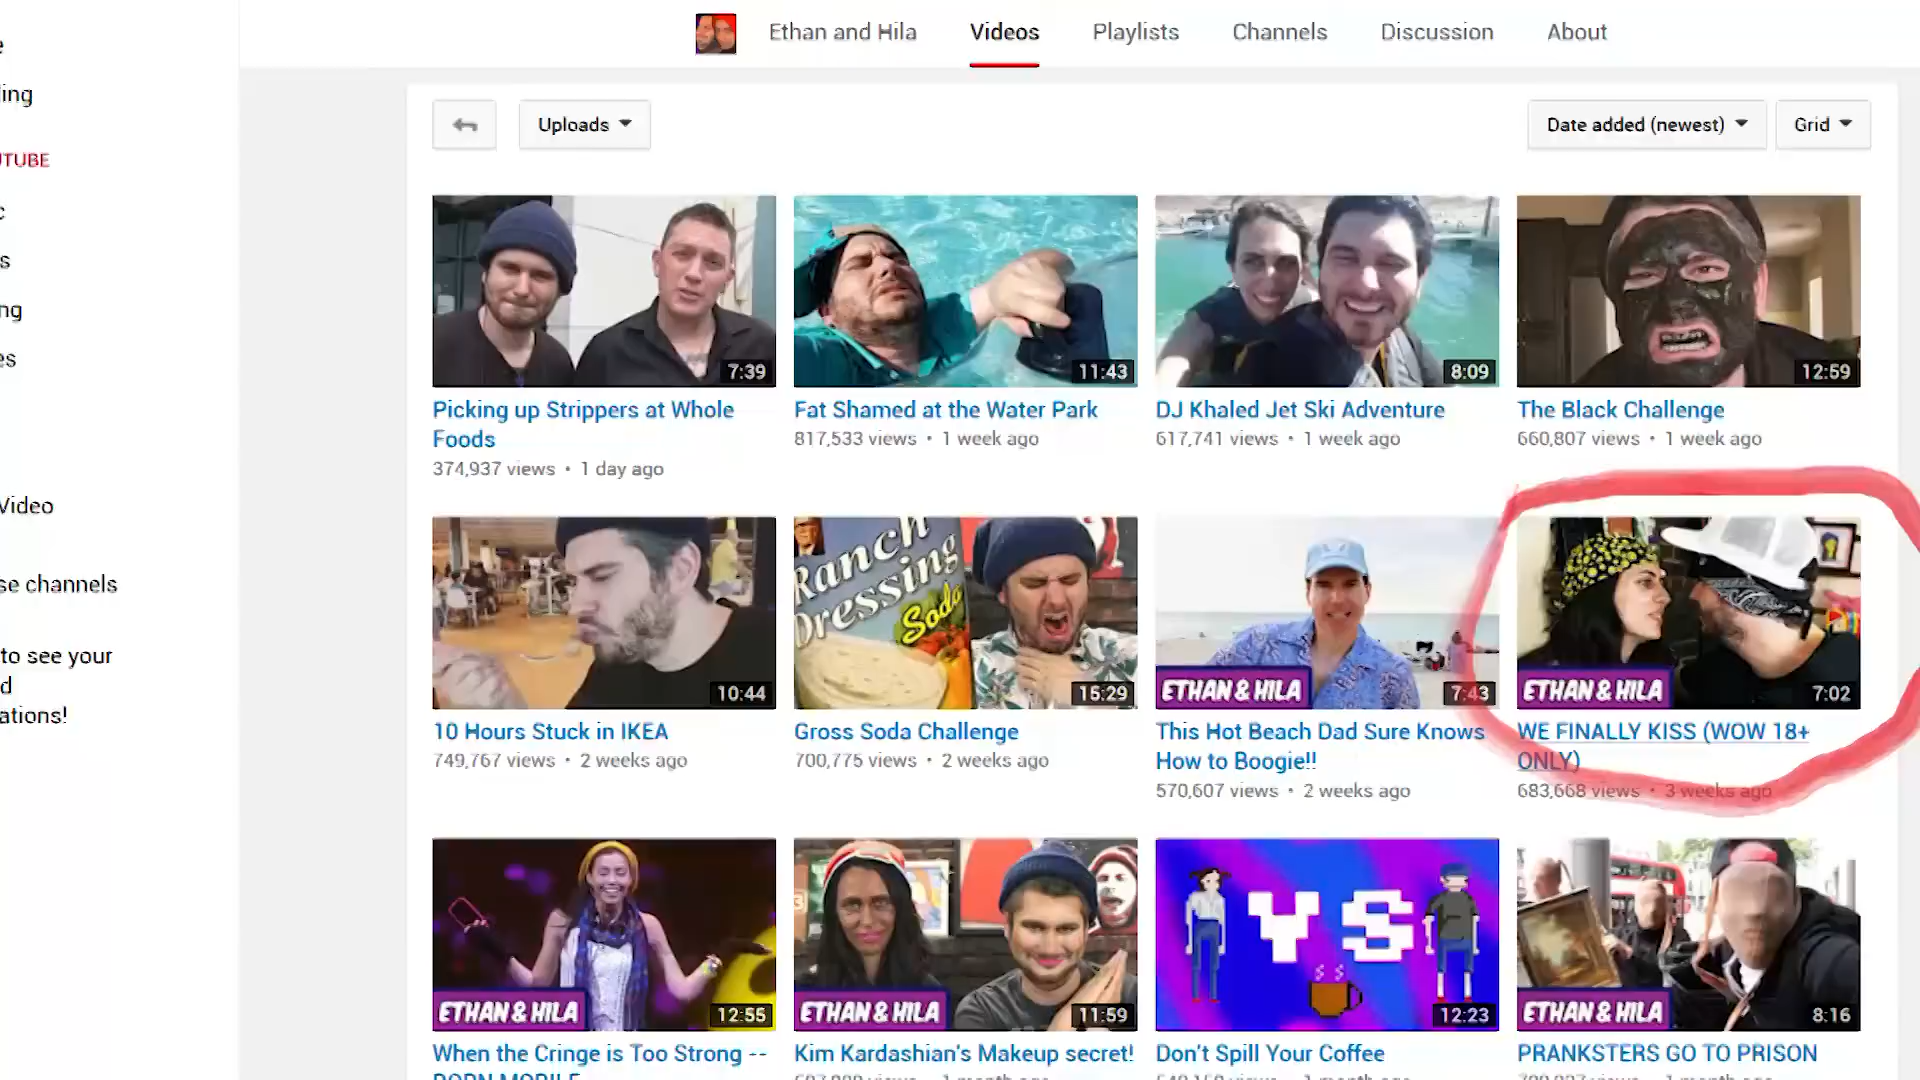 Ethan and Hila Videos Playlists Channels Discussion About
ing
UTUBE
s
ng
es
Video
se channels
to see your
d
ations!
Uploads Date added (newest) Grid
7:39 11:43 8:09 12:59
Picking up Strippers at Whole
Foods
374,937 views • 1 day ago
Fat Shamed at the Water Park
817,533 views • 1 week ago
DJ Khaled Jet Ski Adventure
617,741 views • 1 week ago
The Black Challenge
660,807 views • 1 week ago
10:44
Ranch
Dressing
Soda
15:29
ETHAN & HILA 7:43
ETHAN & HILA 7:02
10 Hours Stuck in IKEA
749,767 views • 2 weeks ago
Gross Soda Challenge
700,775 views • 2 weeks ago
This Hot Beach Dad Sure Knows
How to Boogie!!
570,607 views • 2 weeks ago
WE FINALLY KISS (WOW 18+
ONLY)
683,668 views • 3 weeks ago
ETHAN & HILA 12:55
ETHAN & HILA 11:59
VS
12:23
ETHAN & HILA 8:16
When the Cringe is Too Strong --
Kim Kardashian's Makeup secret!
Don't Spill Your Coffee
PRANKSTERS GO TO PRISON